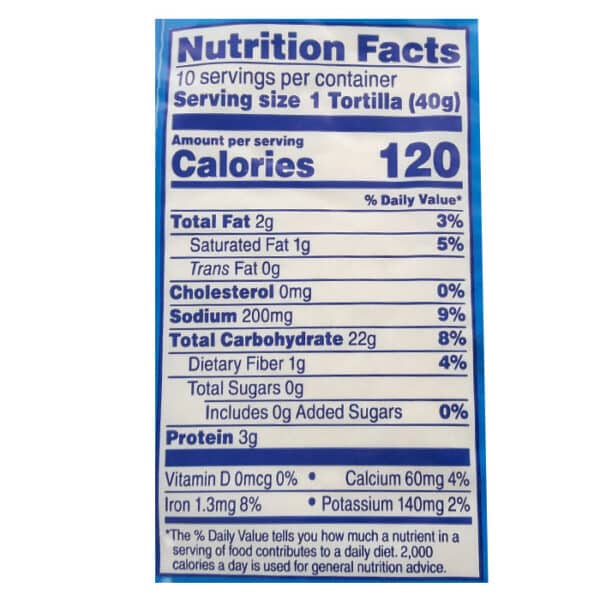 Nutrition Facts
10 servings per container
Serving size 1 Tortilla (40g)
Amount per serving
Calories 120
% Daily Value*
Total Fat 2g 3%
Saturated Fat 1g 5%
Trans Fat 0g
Cholesterol 0mg 0%
Sodium 200mg 9%
Total Carbohydrate 22g 8%
Dietary Fiber 1g 4%
Total Sugars 0g
Includes 0g Added Sugars 0%
Protein 3g
Vitamin D 0mcg 0% • Calcium 60mg 4%
Iron 1.3mg 8% • Potassium 140mg 2%
*The % Daily Value tells you how much a nutrient in a
serving of food contributes to a daily diet. 2,000
calories a day is used for general nutrition advice.